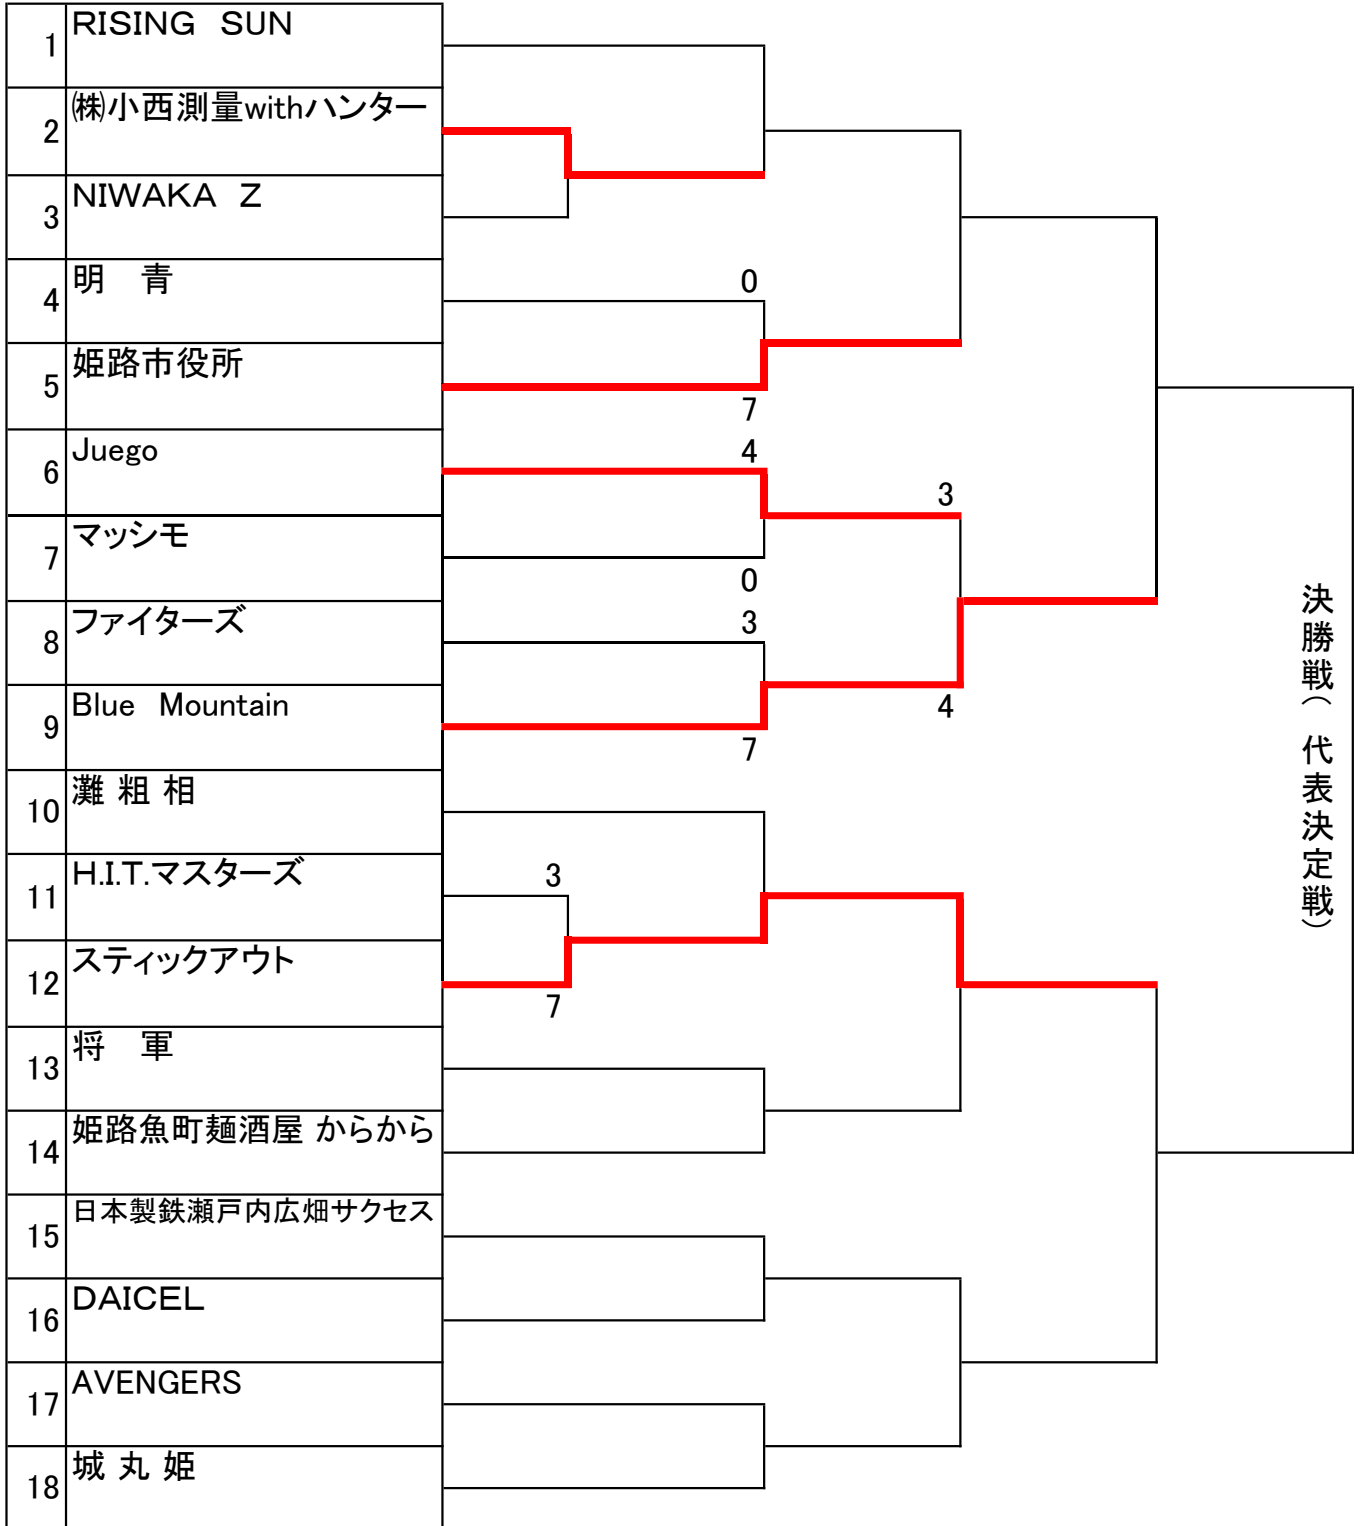 1 RISING SUN
2 ㈱小西測量withハンター
3 NIWAKA Z
4 明 青
0
5 姫路市役所
7
6 Juego
4
3
7 マッシモ
0
8 ファイターズ
3
9 Blue Mountain
4
7
10 灘 粗 相
11 H.I.T.マスターズ
3
12 スティックアウト
7
13 将 軍
14 姫路魚町麺酒屋 からから
15 日本製鉄瀬戸内広畑サクセス
16 DAICEL
17 AVENGERS
18 城 丸 姫
決勝戦（代表決定戦）